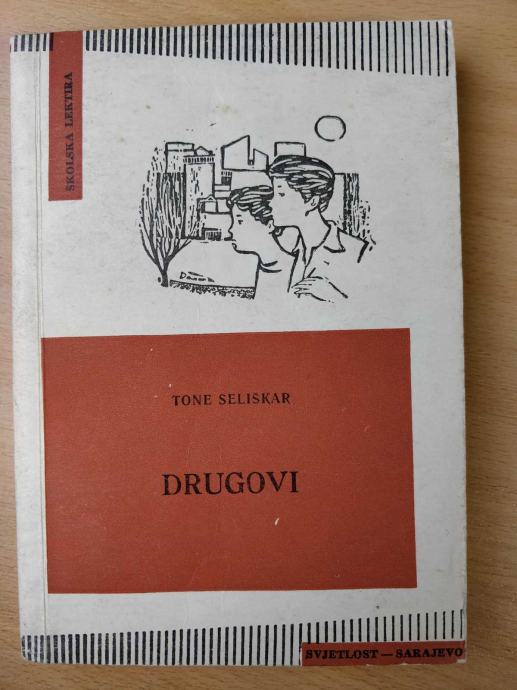 ŠKOLSKA LEKTIRA
TONE SELISKAR
DRUGOVI
SVJETLOST — SARAJEVO